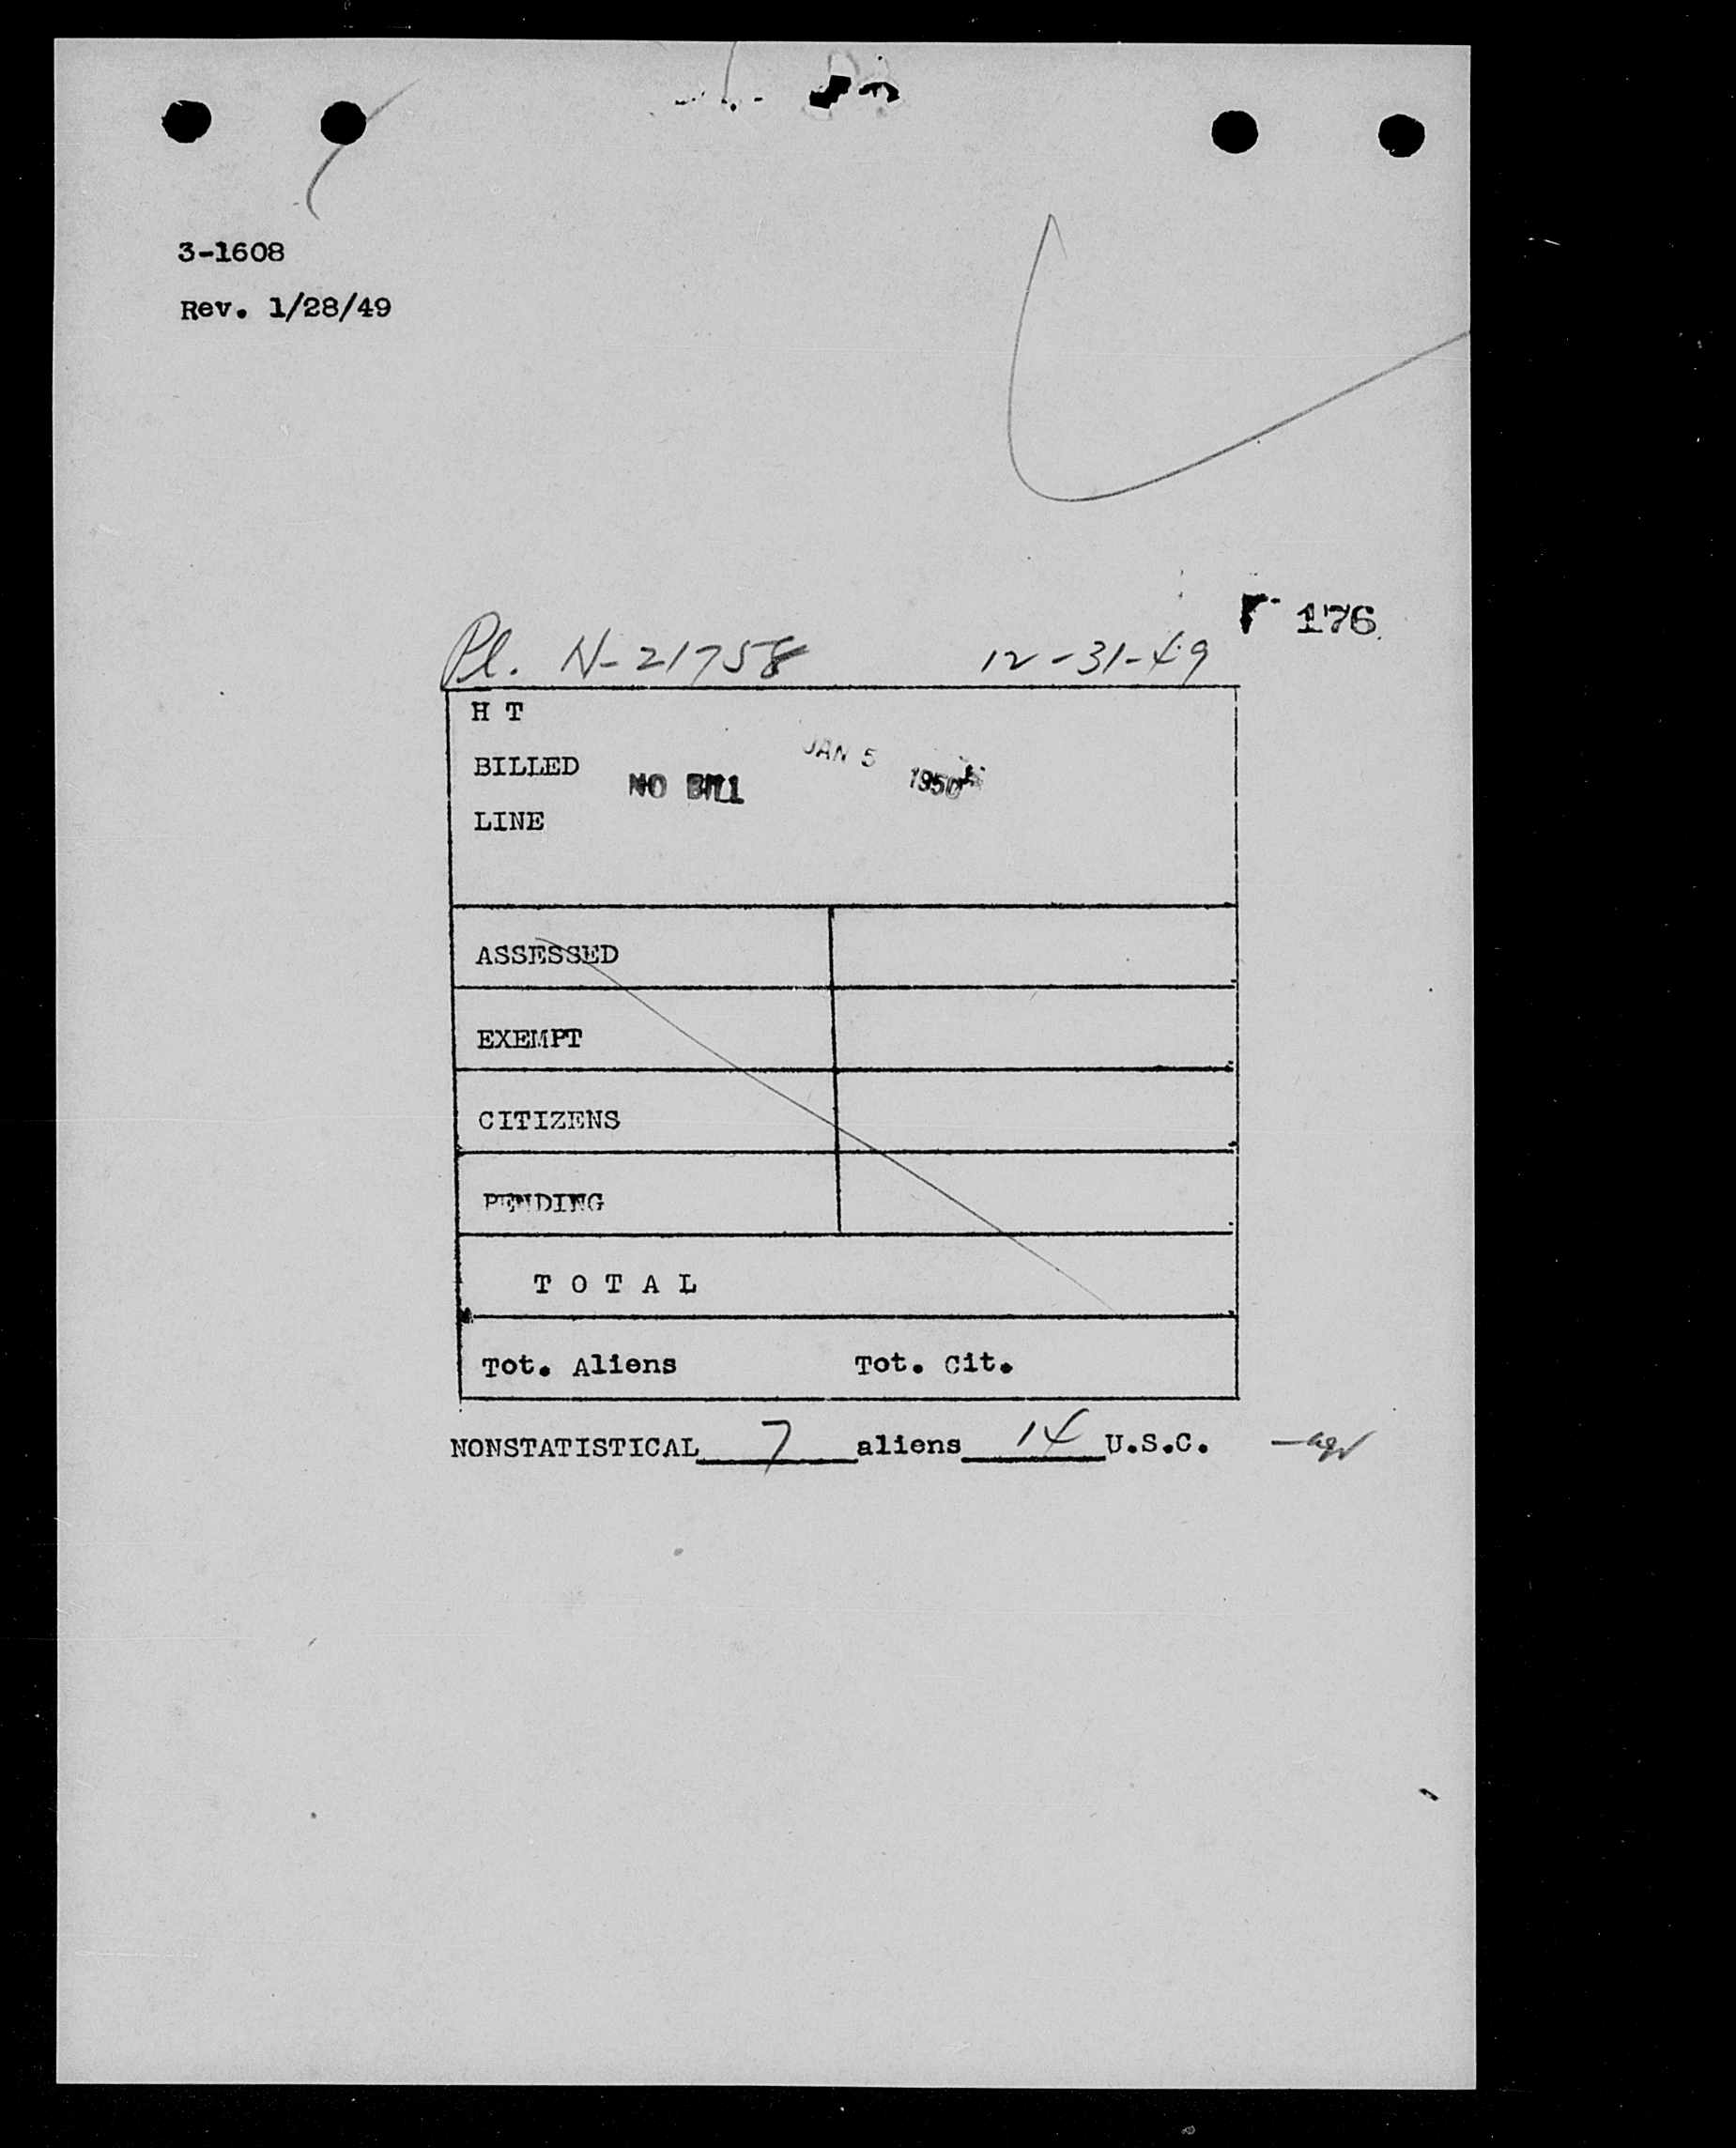 3-1608
Rev. 1/28/49
176
Pl. N-21758 12-31-49
H T
BILLED NO BILL JAN 5 1950
LINE
ASSESSED
EXEMPT
CITIZENS
PENDING
T O T A L
Tot. Aliens Tot. Cit.
NONSTATISTICAL 7 aliens 14 U.S.C.